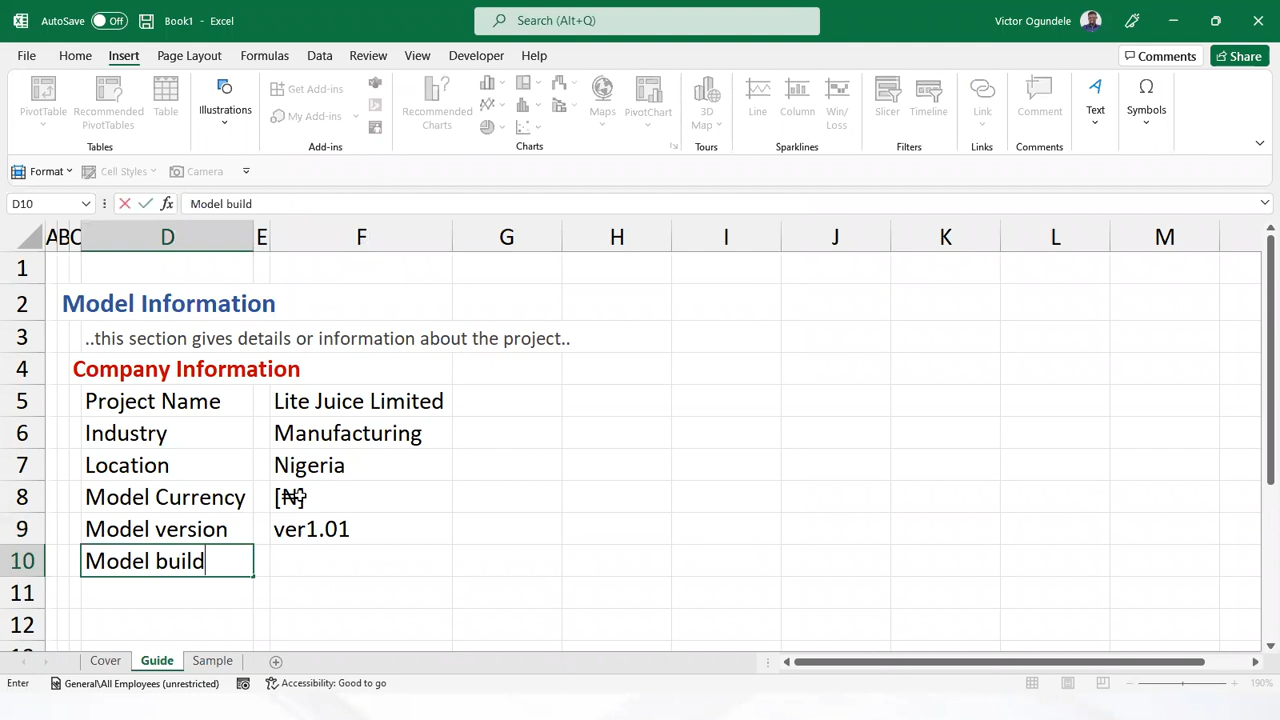 AutoSave Off Book1 - Excel Search (Alt+Q) Victor Ogundele
File Home Insert Page Layout Formulas Data Review View Developer Help Comments Share
PivotTable
Recommended PivotTables
Table
Tables
Illustrations
Get Add-ins
My Add-ins
Add-ins
Recommended Charts
Maps
PivotChart
Charts
3D Map
Tours
Line
Column
Win/Loss
Sparklines
Slicer
Timeline
Filters
Link
Links
Comment
Comments
Text
Symbols
Format Cell Styles Camera
D10 fx Model build
A B C D E F G H I J K L M
1
2 Model Information
3 ..this section gives details or information about the project..
4 Company Information
5 Project Name Lite Juice Limited
6 Industry Manufacturing
7 Location Nigeria
8 Model Currency [₦]
9 Model version ver1.01
10 Model build
11
12
Cover Guide Sample
Enter General\All Employees (unrestricted) Accessibility: Good to go 190%